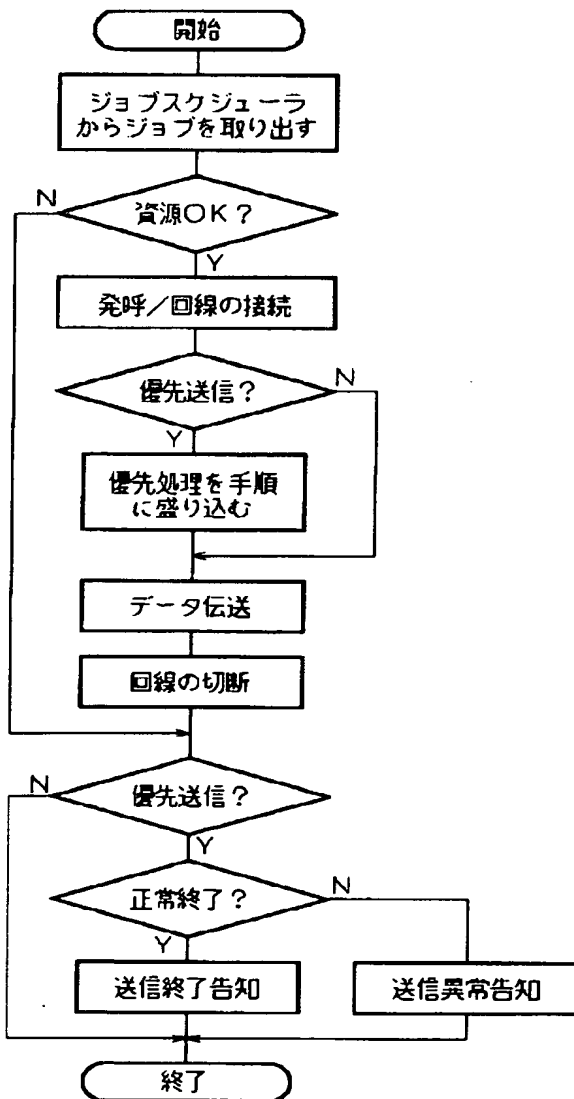 開始
ジョブスケジューラ
からジョブを取り出す
N
資源OK?
Y
発呼/回線の接続
優先送信?
N
Y
優先処理を手順
に盛り込む
データ伝送
回線の切断
N
優先送信?
Y
正常終了?
N
Y
送信終了告知
送信異常告知
終了